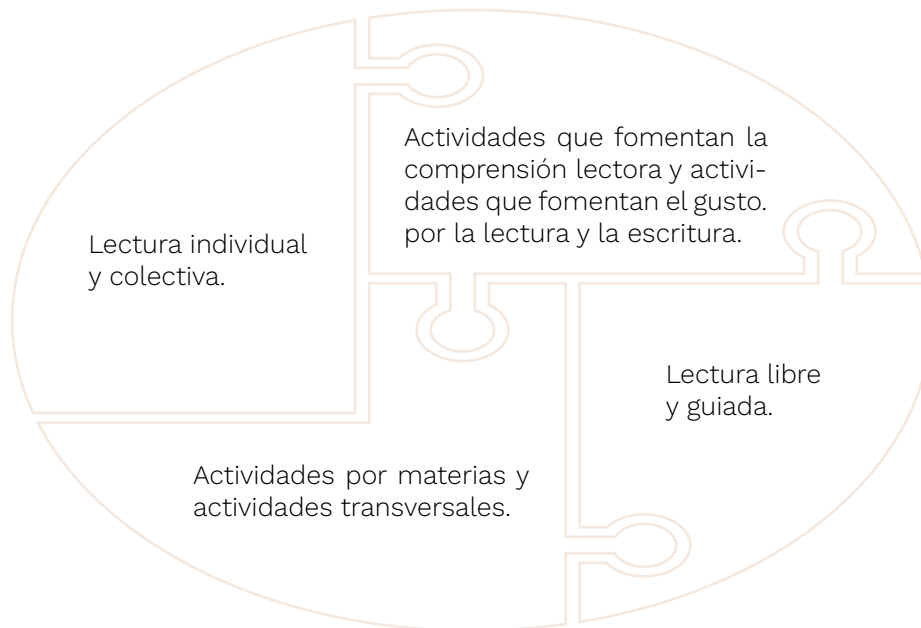 Actividades que fomentan la
comprensión lectora y activi-
dades que fomentan el gusto.
por la lectura y la escritura.
Lectura individual
y colectiva.
Lectura libre
y guiada.
Actividades por materias y
actividades transversales.